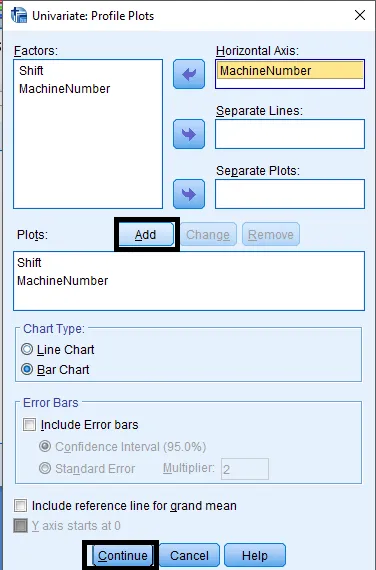 Univariate: Profile Plots
Factors:
Shift
MachineNumber
Horizontal Axis:
MachineNumber
Separate Lines:
Separate Plots:
Plots:
Add
Change
Remove
Shift
MachineNumber
Chart Type:
Line Chart
Bar Chart
Error Bars
Include Error bars
Confidence Interval (95.0%)
Standard Error
Multiplier:
2
Include reference line for grand mean
Y axis starts at 0
Continue
Cancel
Help